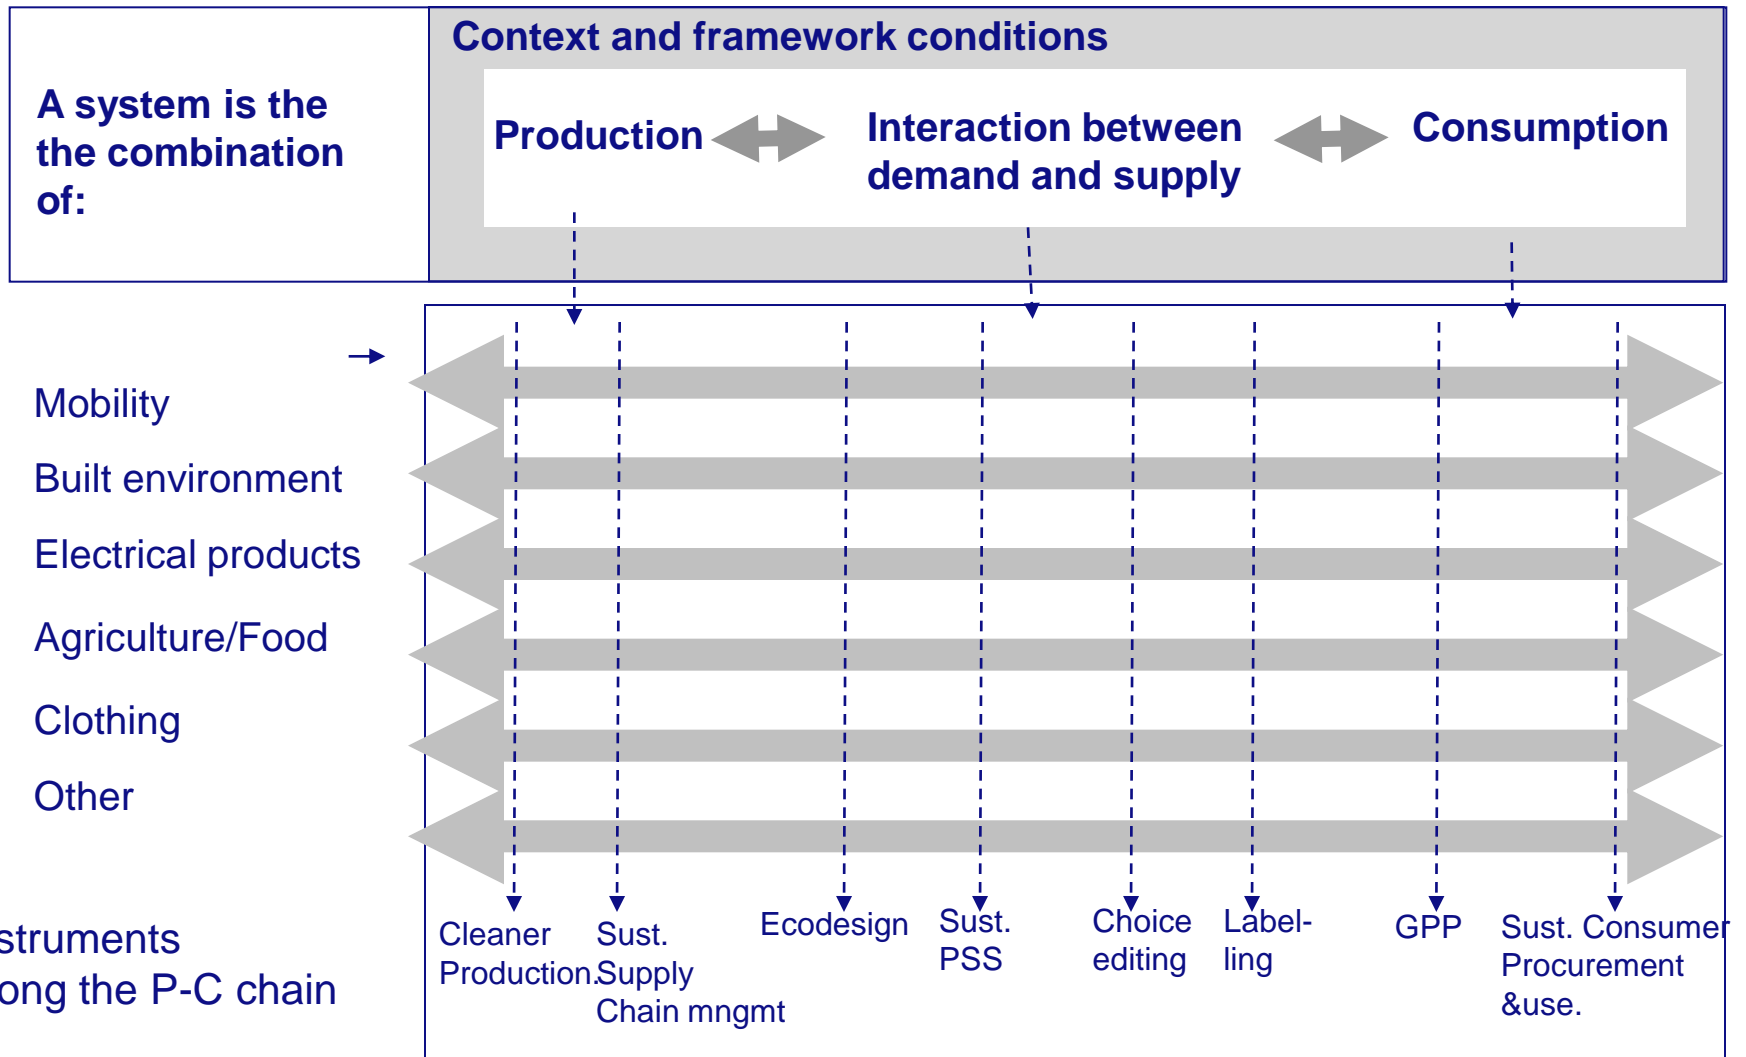 Context and framework conditions
A system is the
the combination
of:
Production
Interaction between
demand and supply
Consumption
Mobility
Built environment
Electrical products
Agriculture/Food
Clothing
Other
struments
ong the P-C chain
Cleaner
Production.
Sust.
Supply
Chain mngmt
Ecodesign
Sust.
PSS
Choice
editing
Label-
ling
GPP
Sust. Consumer
Procurement
&use.